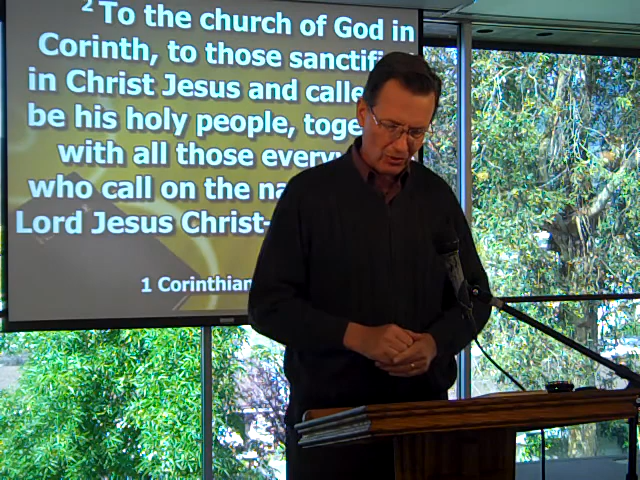 2 To the church of God in
Corinth, to those sanctifi
in Christ Jesus and calle
be his holy people, toge
with all those every
who call on the na
Lord Jesus Christ-
1 Corinthian